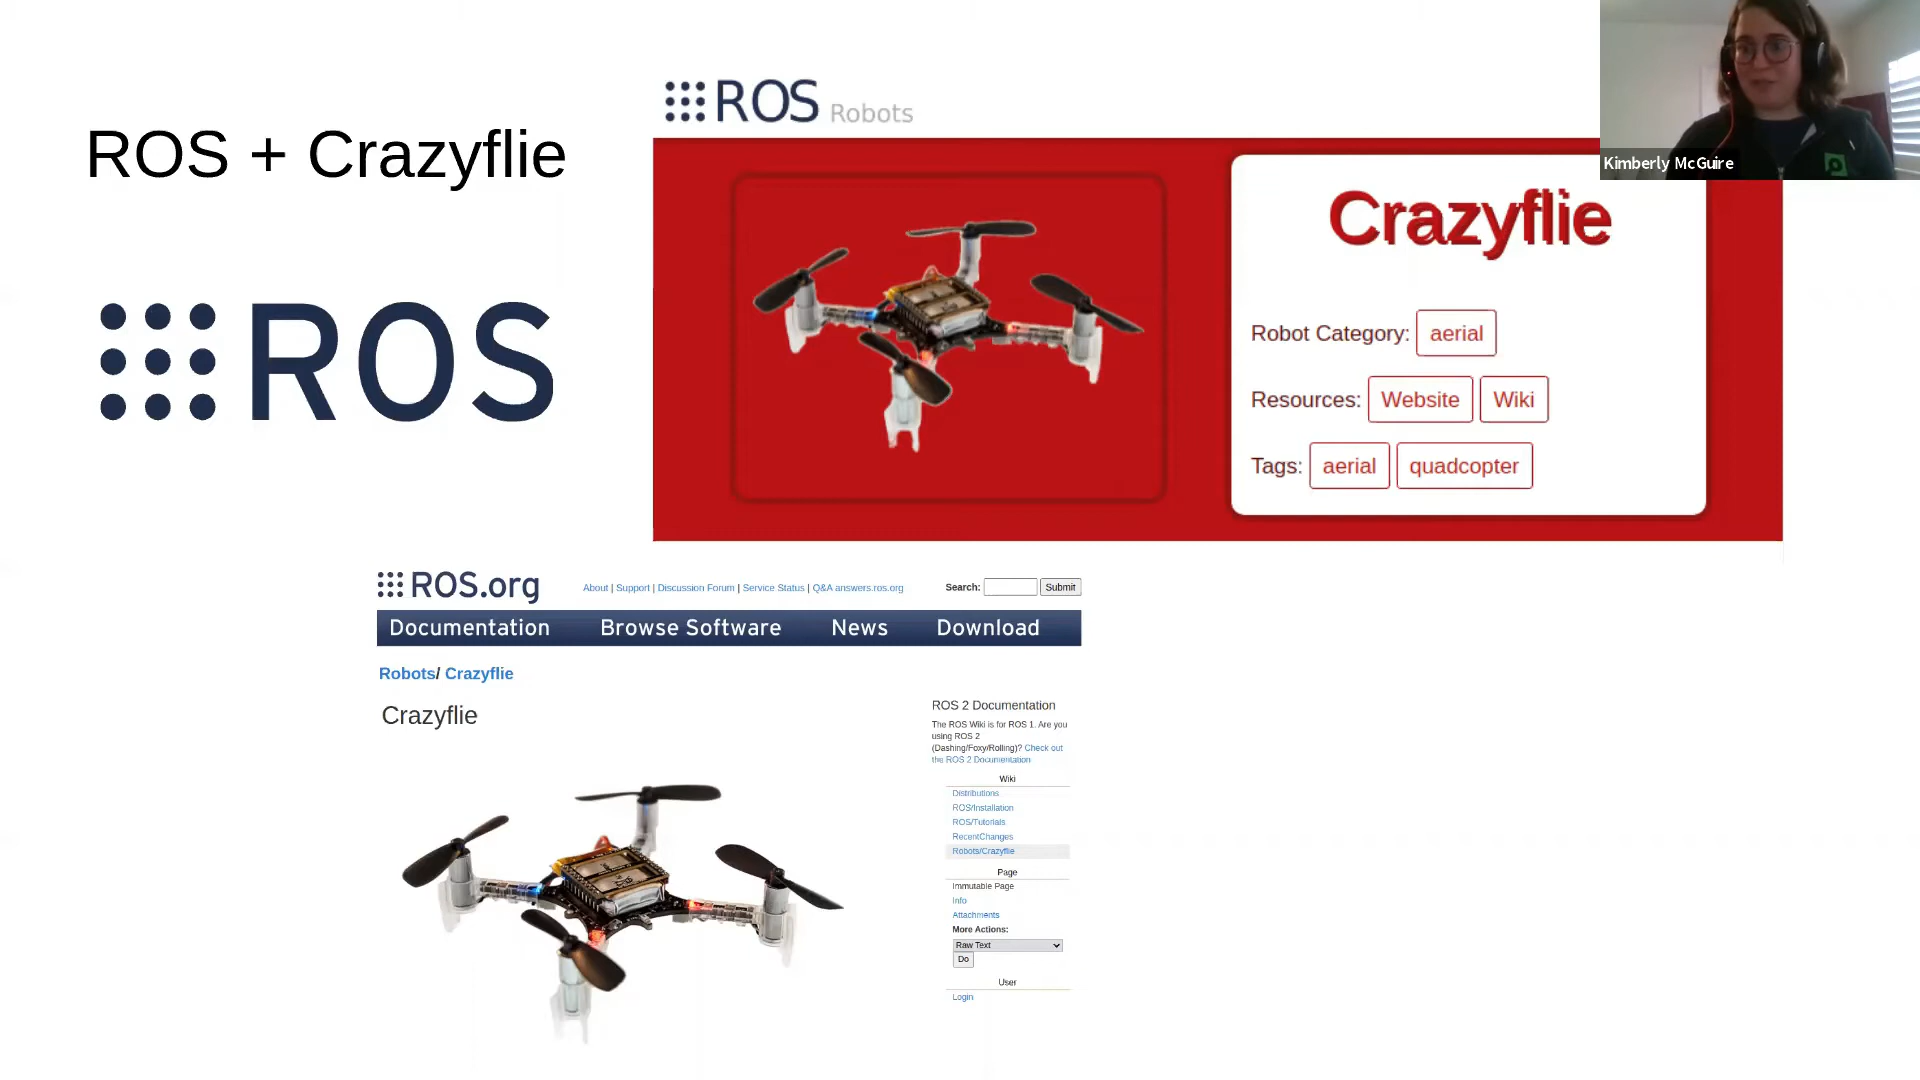 ROS + Crazyflie
ROS
ROS Robots
Kimberly McGuire
Crazyflie
Robot Category: aerial
Resources: Website Wiki
Tags: aerial quadcopter
ROS.org
About | Support | Discussion Forum | Service Status | Q&A answers.ros.org
Search: Submit
Documentation Browse Software News Download
Robots/ Crazyflie
Crazyflie
ROS 2 Documentation
The ROS Wiki is for ROS 1. Are you
using ROS 2
(Dashing/Foxy/Rolling)? Check out
the ROS 2 Documentation
Wiki
Distributions
ROS/Installation
ROS/Tutorials
RecentChanges
Robots/Crazyflie
Page
Immutable Page
Info
Attachments
More Actions:
Raw Text
Do
User
Login